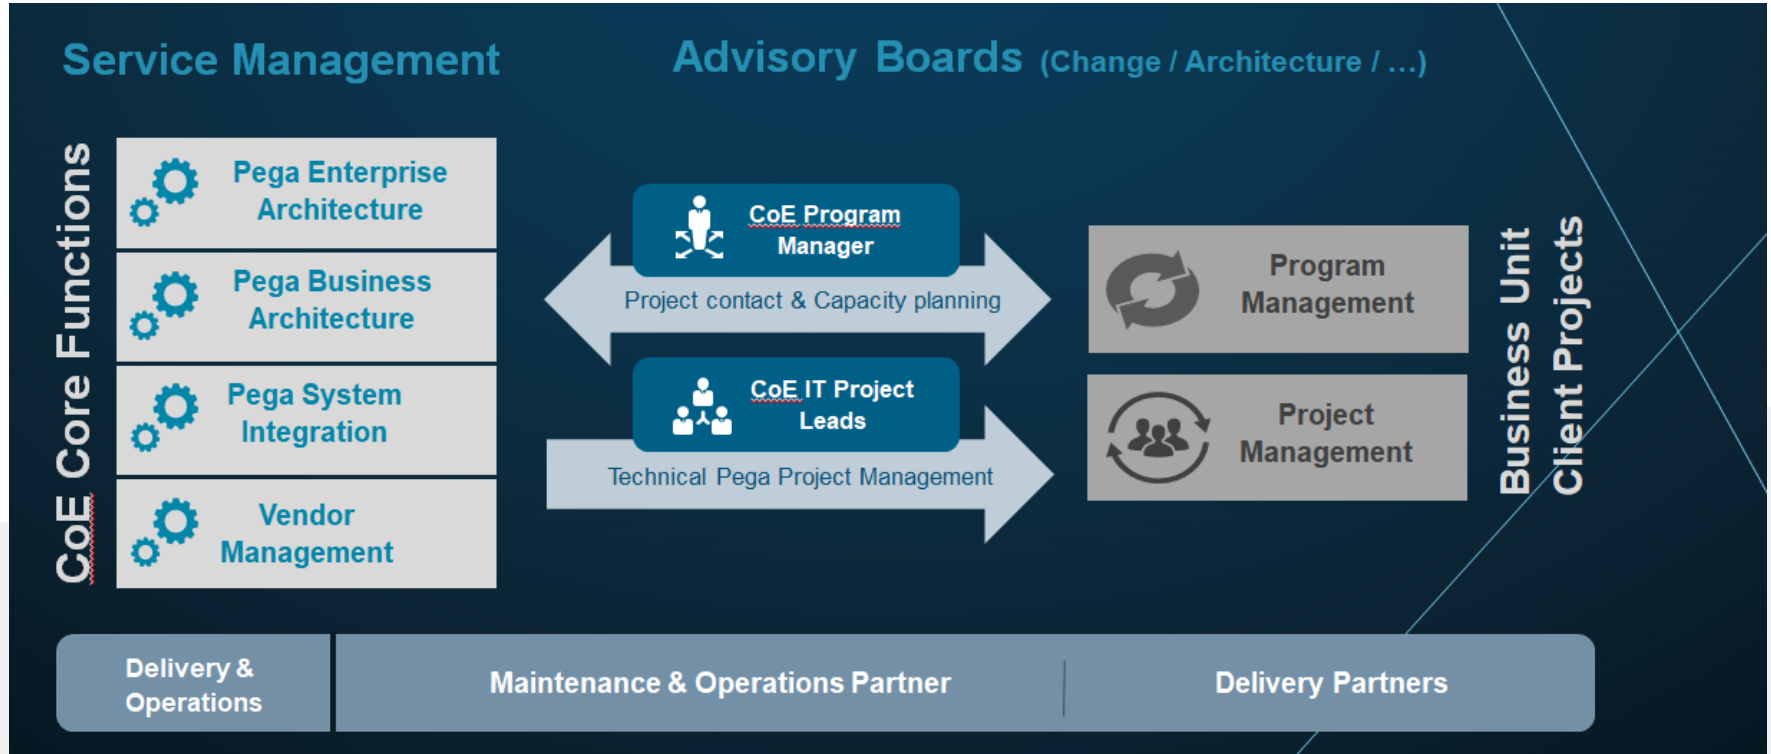 Service Management
Advisory Boards (Change / Architecture / ...)
CoE Core Functions
Pega Enterprise
Architecture
Pega Business
Architecture
Pega System
Integration
Vendor
Management
CoE Program
Manager
Project contact & Capacity planning
CoE IT Project
Leads
Technical Pega Project Management
Program
Management
Project
Management
Business Unit
Client Projects
Delivery &
Operations
Maintenance & Operations Partner
Delivery Partners